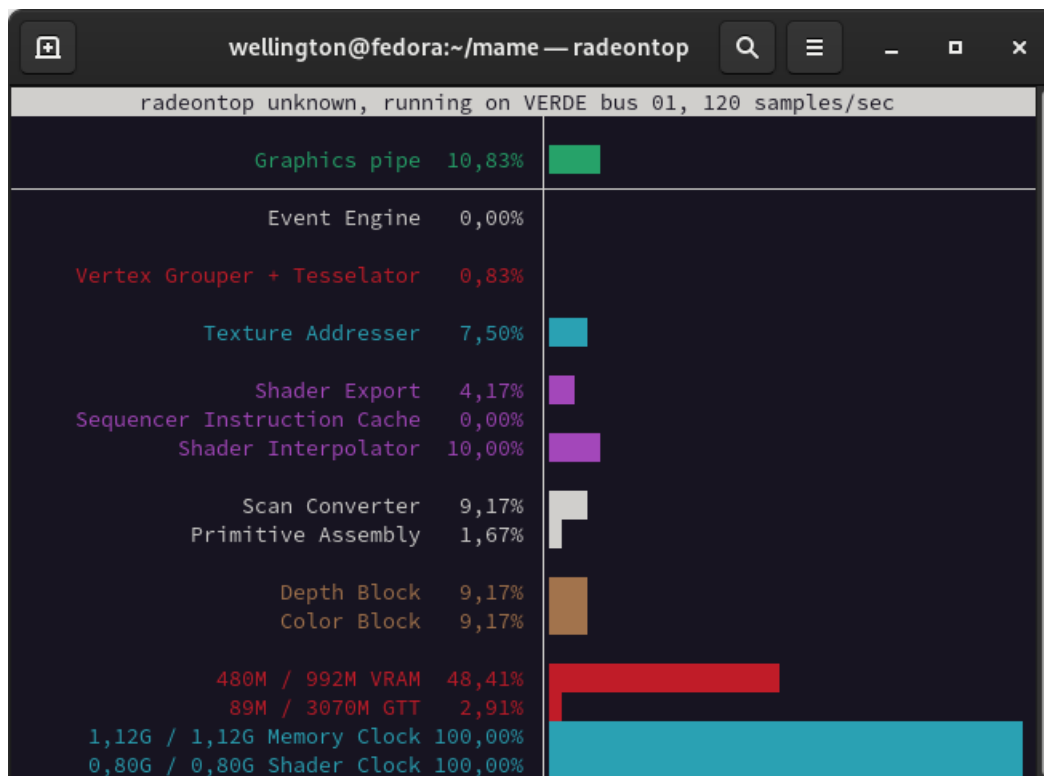 wellington@fedora:~/mame — radeontop
radeontop unknown, running on VERDE bus 01, 120 samples/sec
Graphics pipe 10,83%
Event Engine 0,00%
Vertex Grouper + Tesselator 0,83%
Texture Addresser 7,50%
Shader Export 4,17%
Sequencer Instruction Cache 0,00%
Shader Interpolator 10,00%
Scan Converter 9,17%
Primitive Assembly 1,67%
Depth Block 9,17%
Color Block 9,17%
480M / 992M VRAM 48,41%
89M / 3070M GTT 2,91%
1,12G / 1,12G Memory Clock 100,00%
0,80G / 0,80G Shader Clock 100,00%